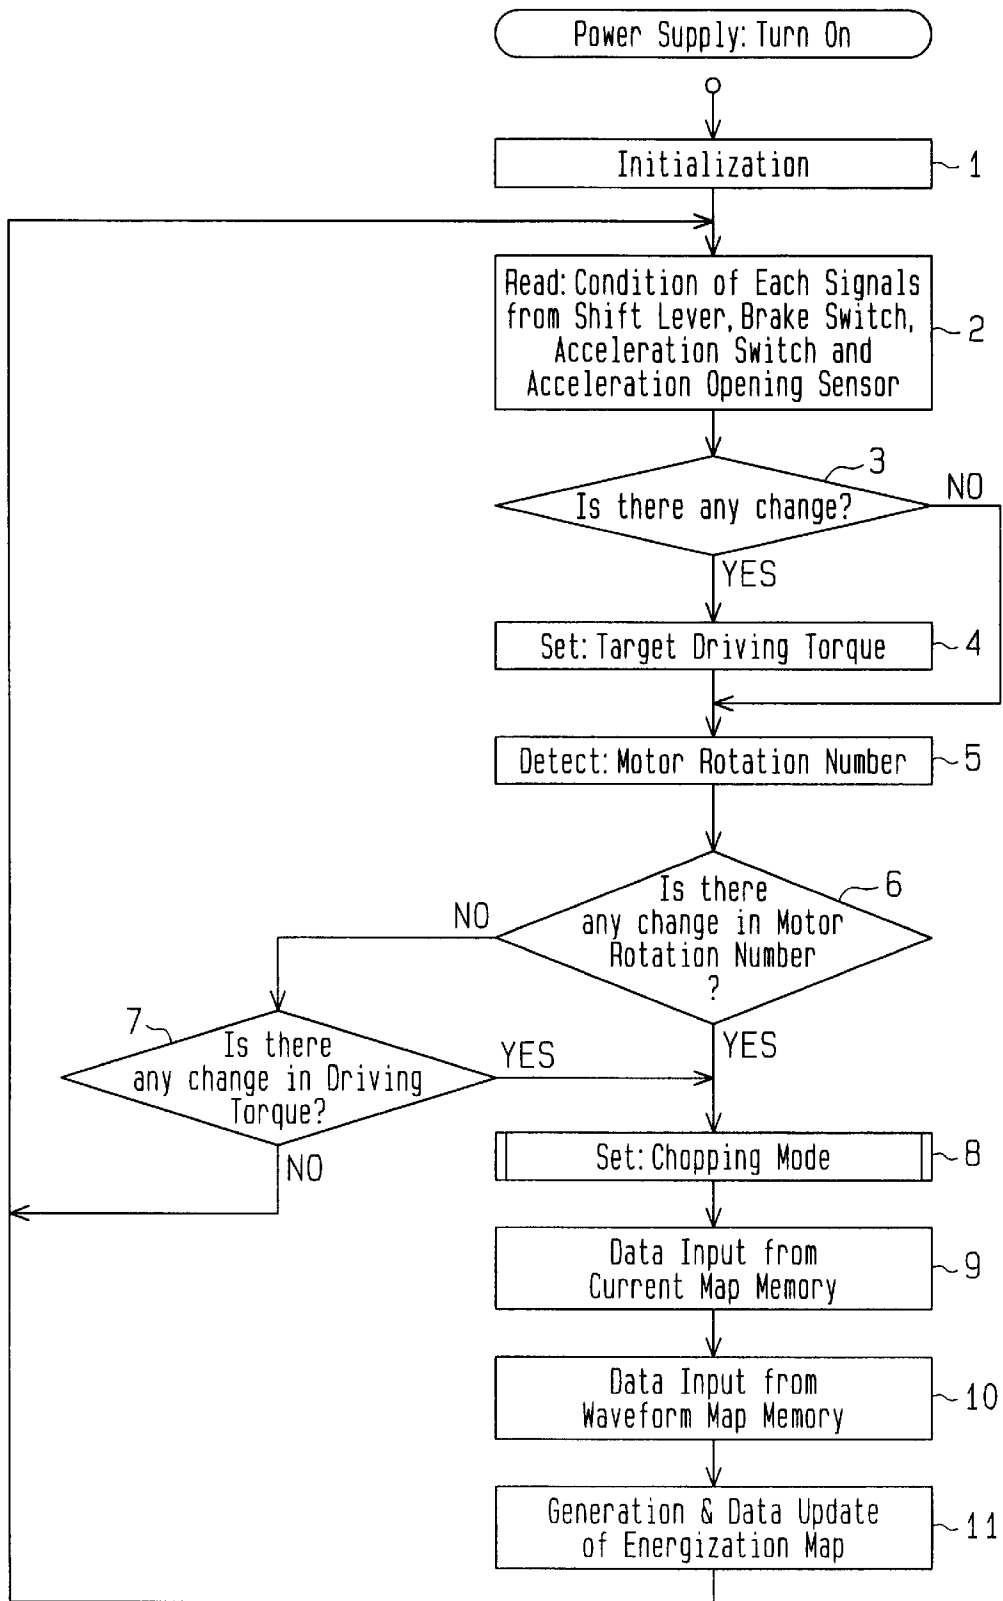 Power Supply: Turn On
Initialization
1
Read: Condition of Each Signals
from Shift Lever, Brake Switch,
Acceleration Switch and
Acceleration Opening Sensor
2
3
Is there any change?
NO
YES
Set: Target Driving Torque
4
Detect: Motor Rotation Number
5
6
Is there
any change in Motor
Rotation Number
?
NO
YES
7
Is there
any change in Driving
Torque?
YES
NO
Set: Chopping Mode
8
Data Input from
Current Map Memory
9
Data Input from
Waveform Map Memory
10
Generation & Data Update
of Energization Map
11